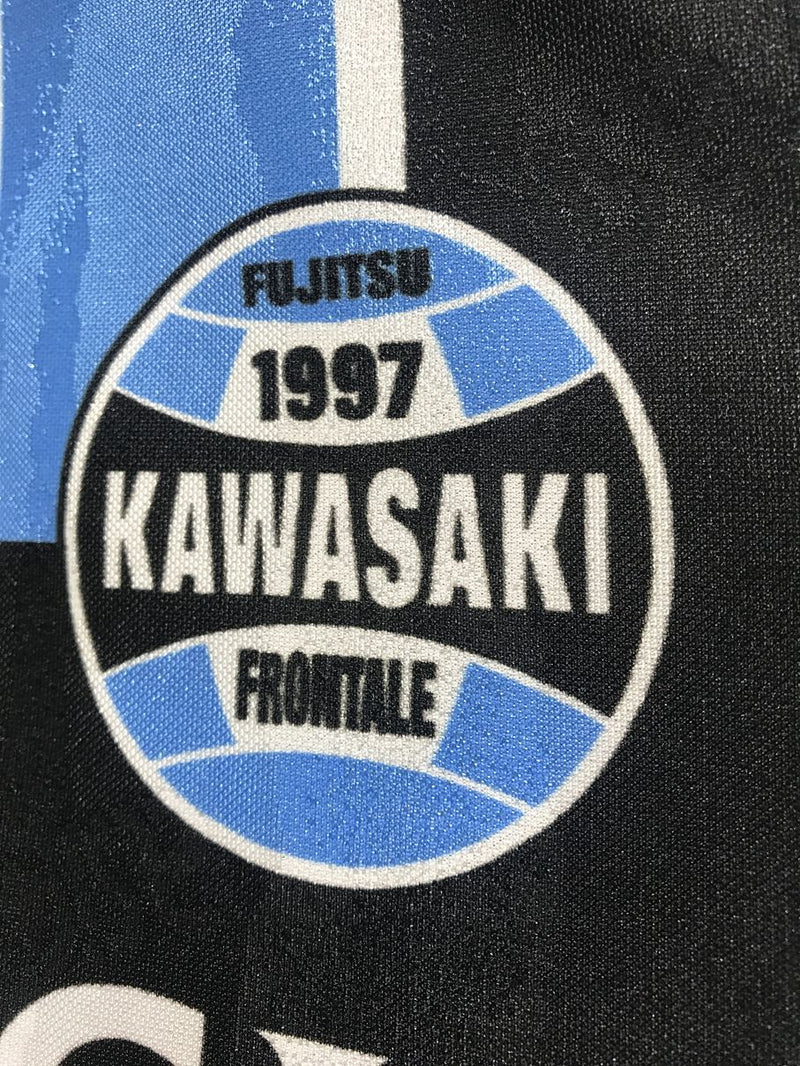 FUJITSU
1997
KAWASAKI
FRONTALE